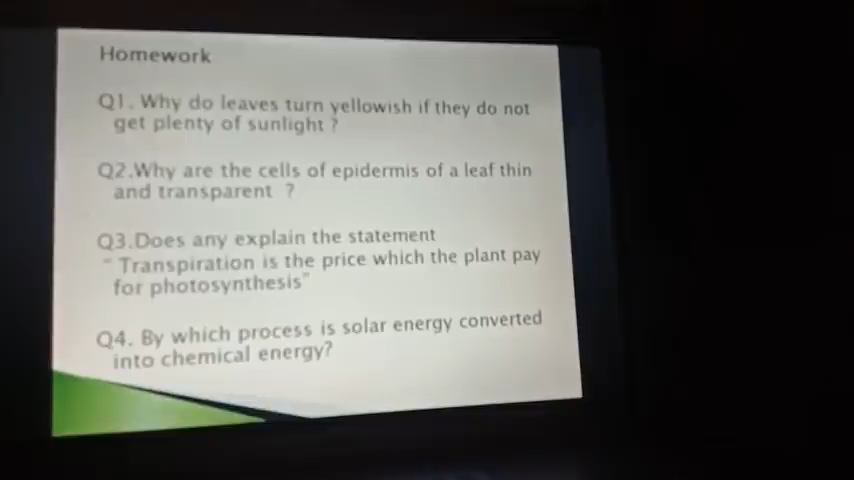 Homework
Q1. Why do leaves turn yellowish if they do not
get plenty of sunlight ?
Q2.Why are the cells of epidermis of a leaf thin
and transparent ?
Q3.Does any explain the statement
" Transpiration is the price which the plant pay
for photosynthesis"
Q4. By which process is solar energy converted
into chemical energy?